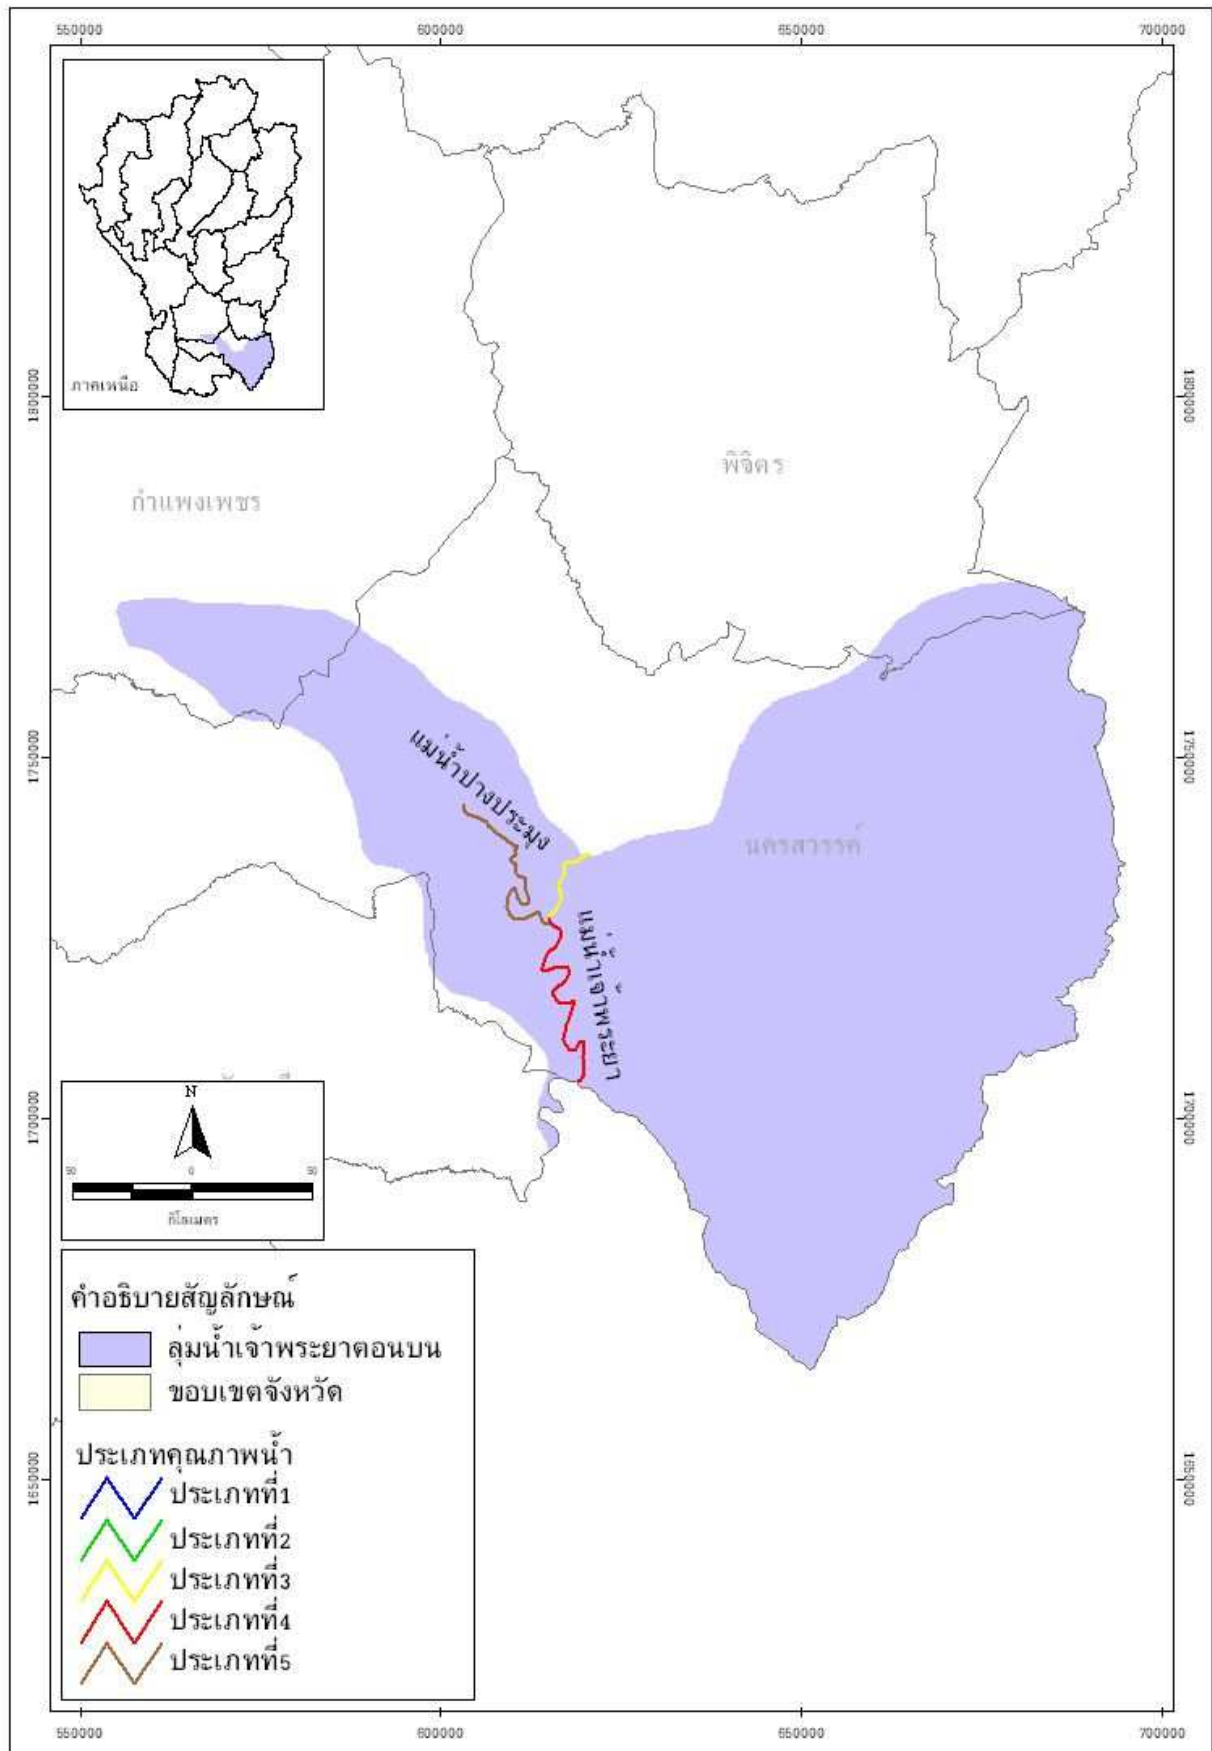 550000 600000 650000 700000
ภาคเหนือ
1800000 1800000
พิจิตร
กำแพงเพชร
แม่น้ำปางประมุง
1750000 1750000
นครสวรรค์
แม่น้ำเจ้าพระยา
N
1700000 1700000
50 0 50
กิโลเมตร
คำอธิบายสัญลักษณ์
ลุ่มน้ำเจ้าพระยาตอนบน
ขอบเขตจังหวัด
ประเภทคุณภาพน้ำ
1650000 1650000
ประเภทที่1
ประเภทที่2
ประเภทที่3
ประเภทที่4
ประเภทที่5
550000 600000 650000 700000